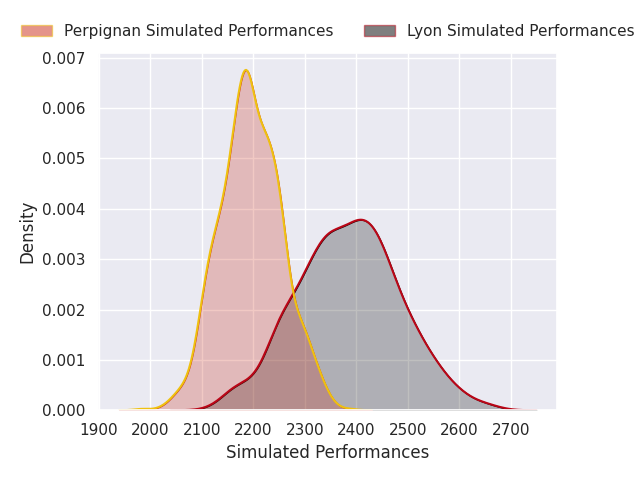 Perpignan Simulated Performances
Lyon Simulated Performances
0.007
0.006
0.005
0.004
0.003
0.002
0.001
0.000
Density
1900 2000 2100 2200 2300 2400 2500 2600 2700
Simulated Performances